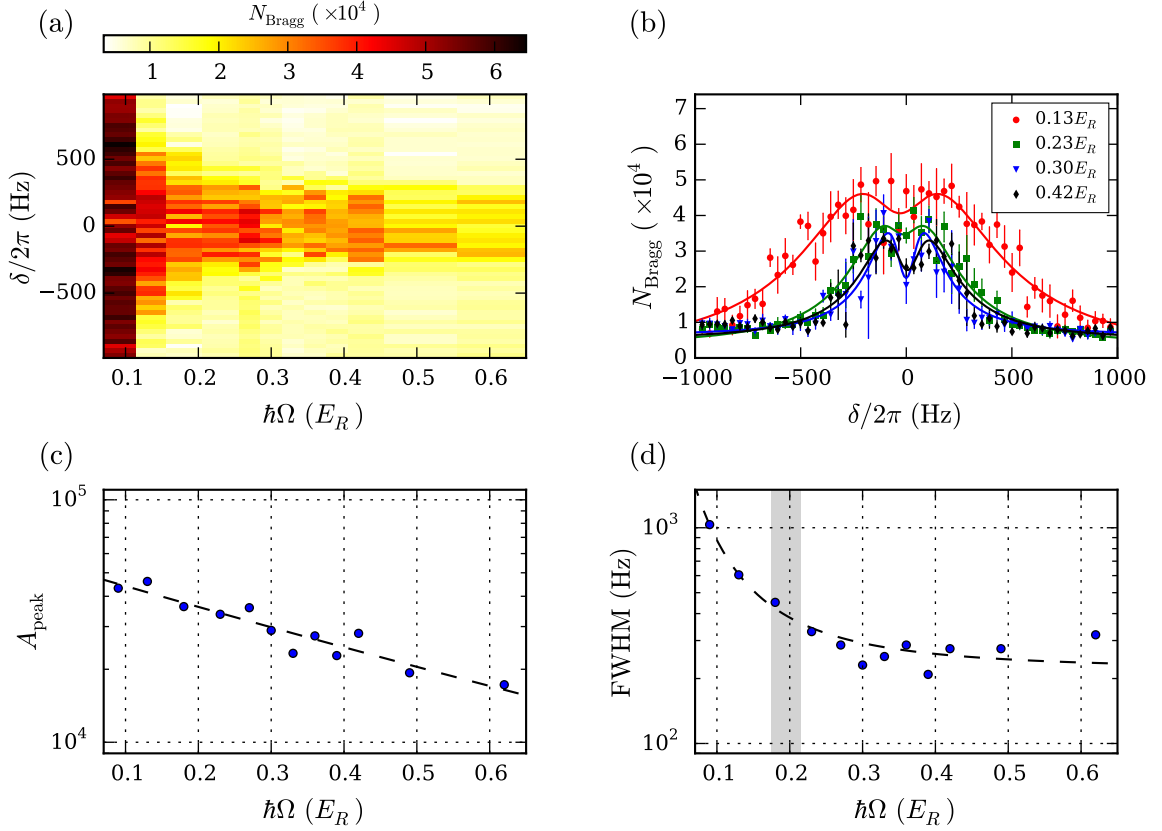 (a)
N_Bragg ( ×10^4)
1 2 3 4 5 6
500
0
−500
δ/2π (Hz)
0.1 0.2 0.3 0.4 0.5 0.6
ℏΩ (E_R)
(b)
7
6
5
4
3
2
1
0
N_Bragg ( ×10^4)
0.13E_R
0.23E_R
0.30E_R
0.42E_R
−1000 −500 0 500 1000
δ/2π (Hz)
(c)
10^5
10^4
A_peak
0.1 0.2 0.3 0.4 0.5 0.6
ℏΩ (E_R)
(d)
10^3
10^2
FWHM (Hz)
0.1 0.2 0.3 0.4 0.5 0.6
ℏΩ (E_R)